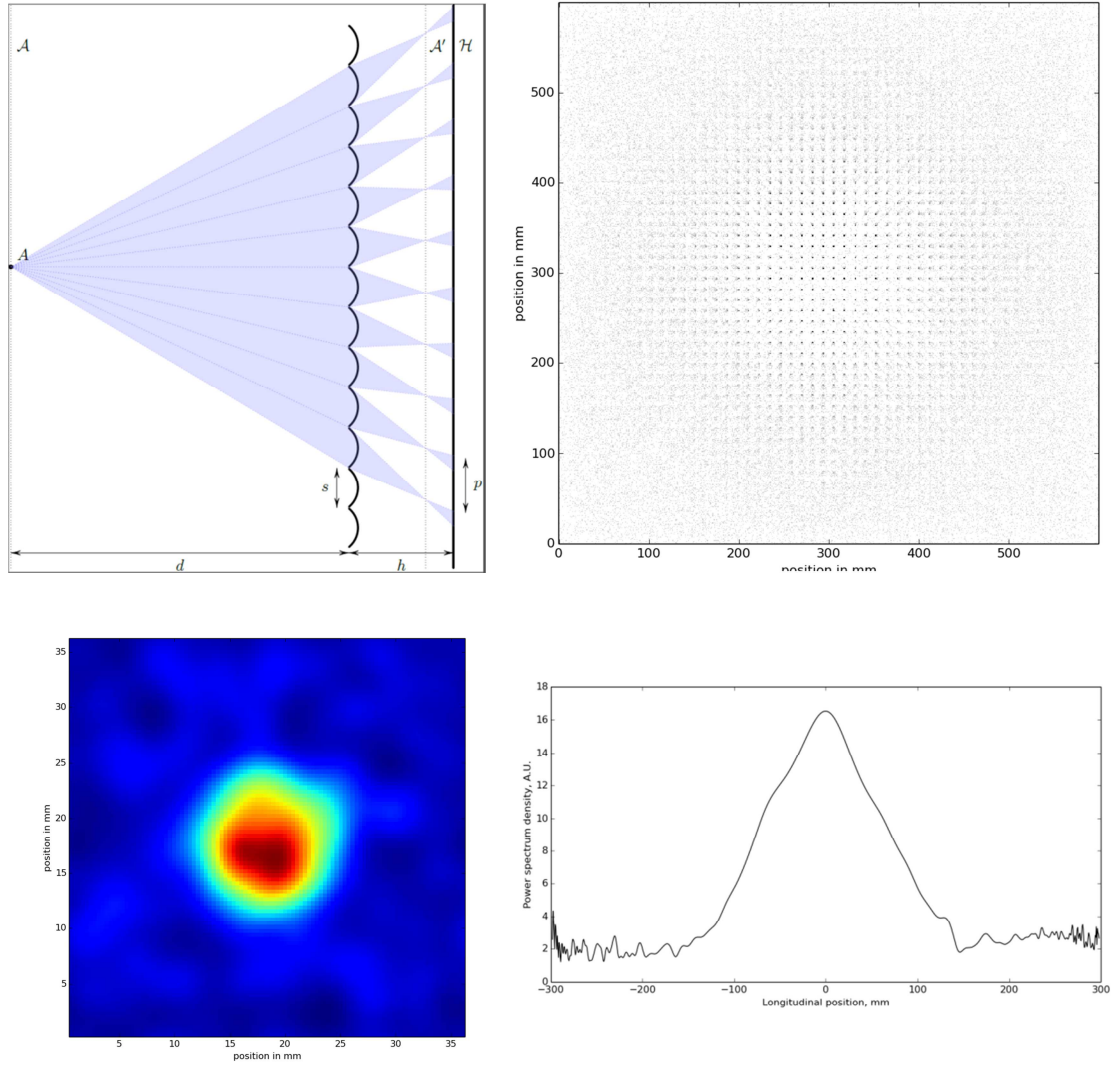 𝒜
𝒜′ ℋ
A
s
p
d
h
position in mm
500
400
300
200
100
0
0 100 200 300 400 500
position in mm
position in mm
35
30
25
20
15
10
5
5 10 15 20 25 30 35
position in mm
Power spectrum density, A.U.
18
16
14
12
10
8
6
4
2
0
−300 −200 −100 0 100 200 300
Longitudinal position, mm